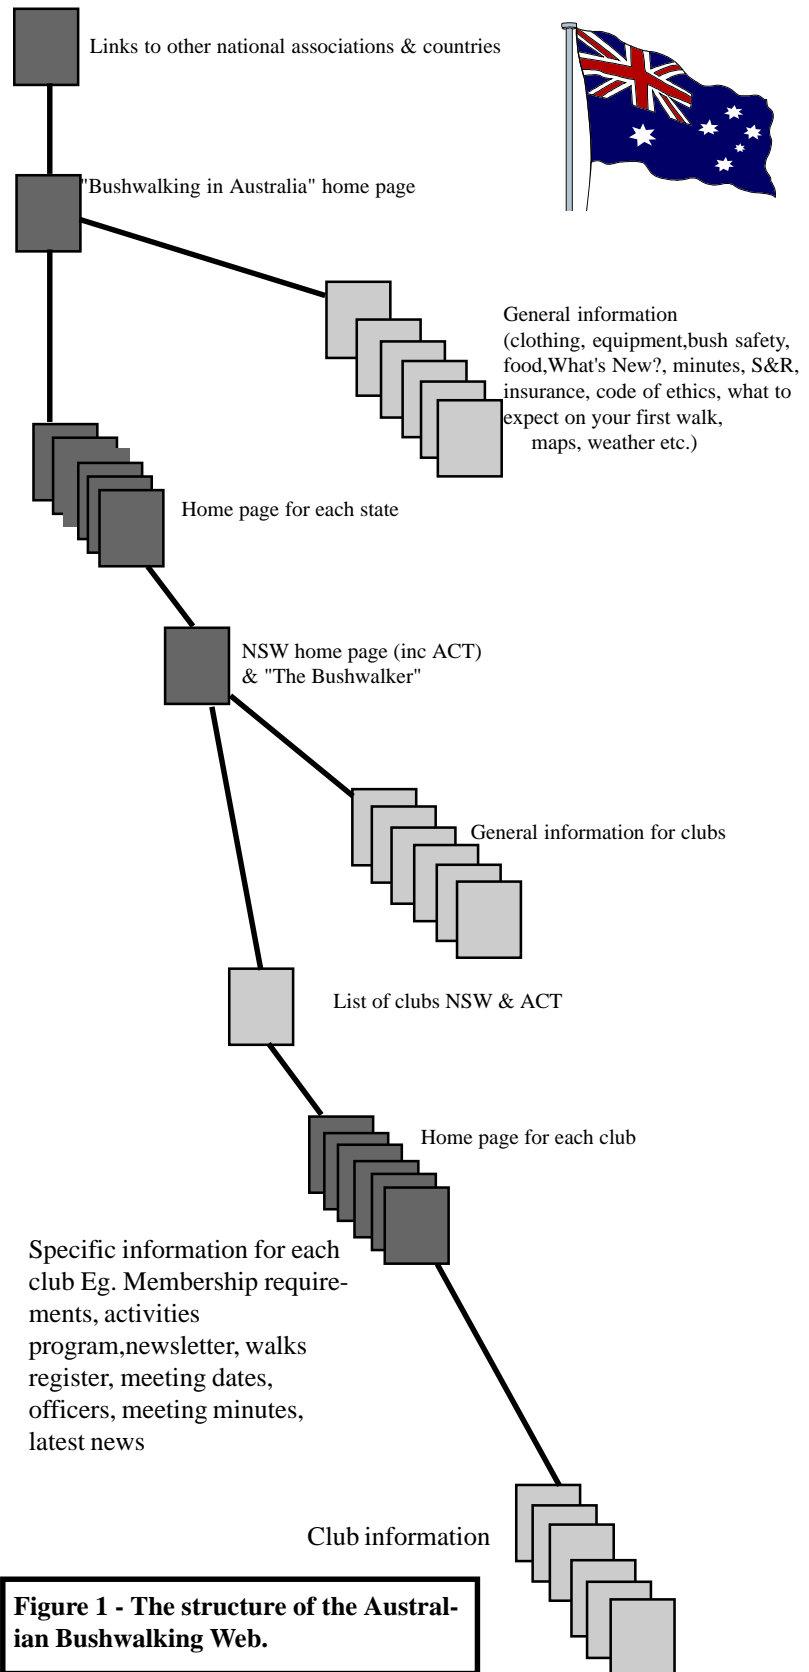 Links to other national associations & countries
"Bushwalking in Australia" home page
General information
(clothing, equipment,bush safety,
food,What's New?, minutes, S&R,
insurance, code of ethics, what to
expect on your first walk,
maps, weather etc.)
Home page for each state
NSW home page (inc ACT)
& "The Bushwalker"
General information for clubs
List of clubs NSW & ACT
Home page for each club
Specific information for each
club Eg. Membership require-
ments, activities
program,newsletter, walks
register, meeting dates,
officers, meeting minutes,
latest news
Club information
Figure 1 - The structure of the Austral-
ian Bushwalking Web.